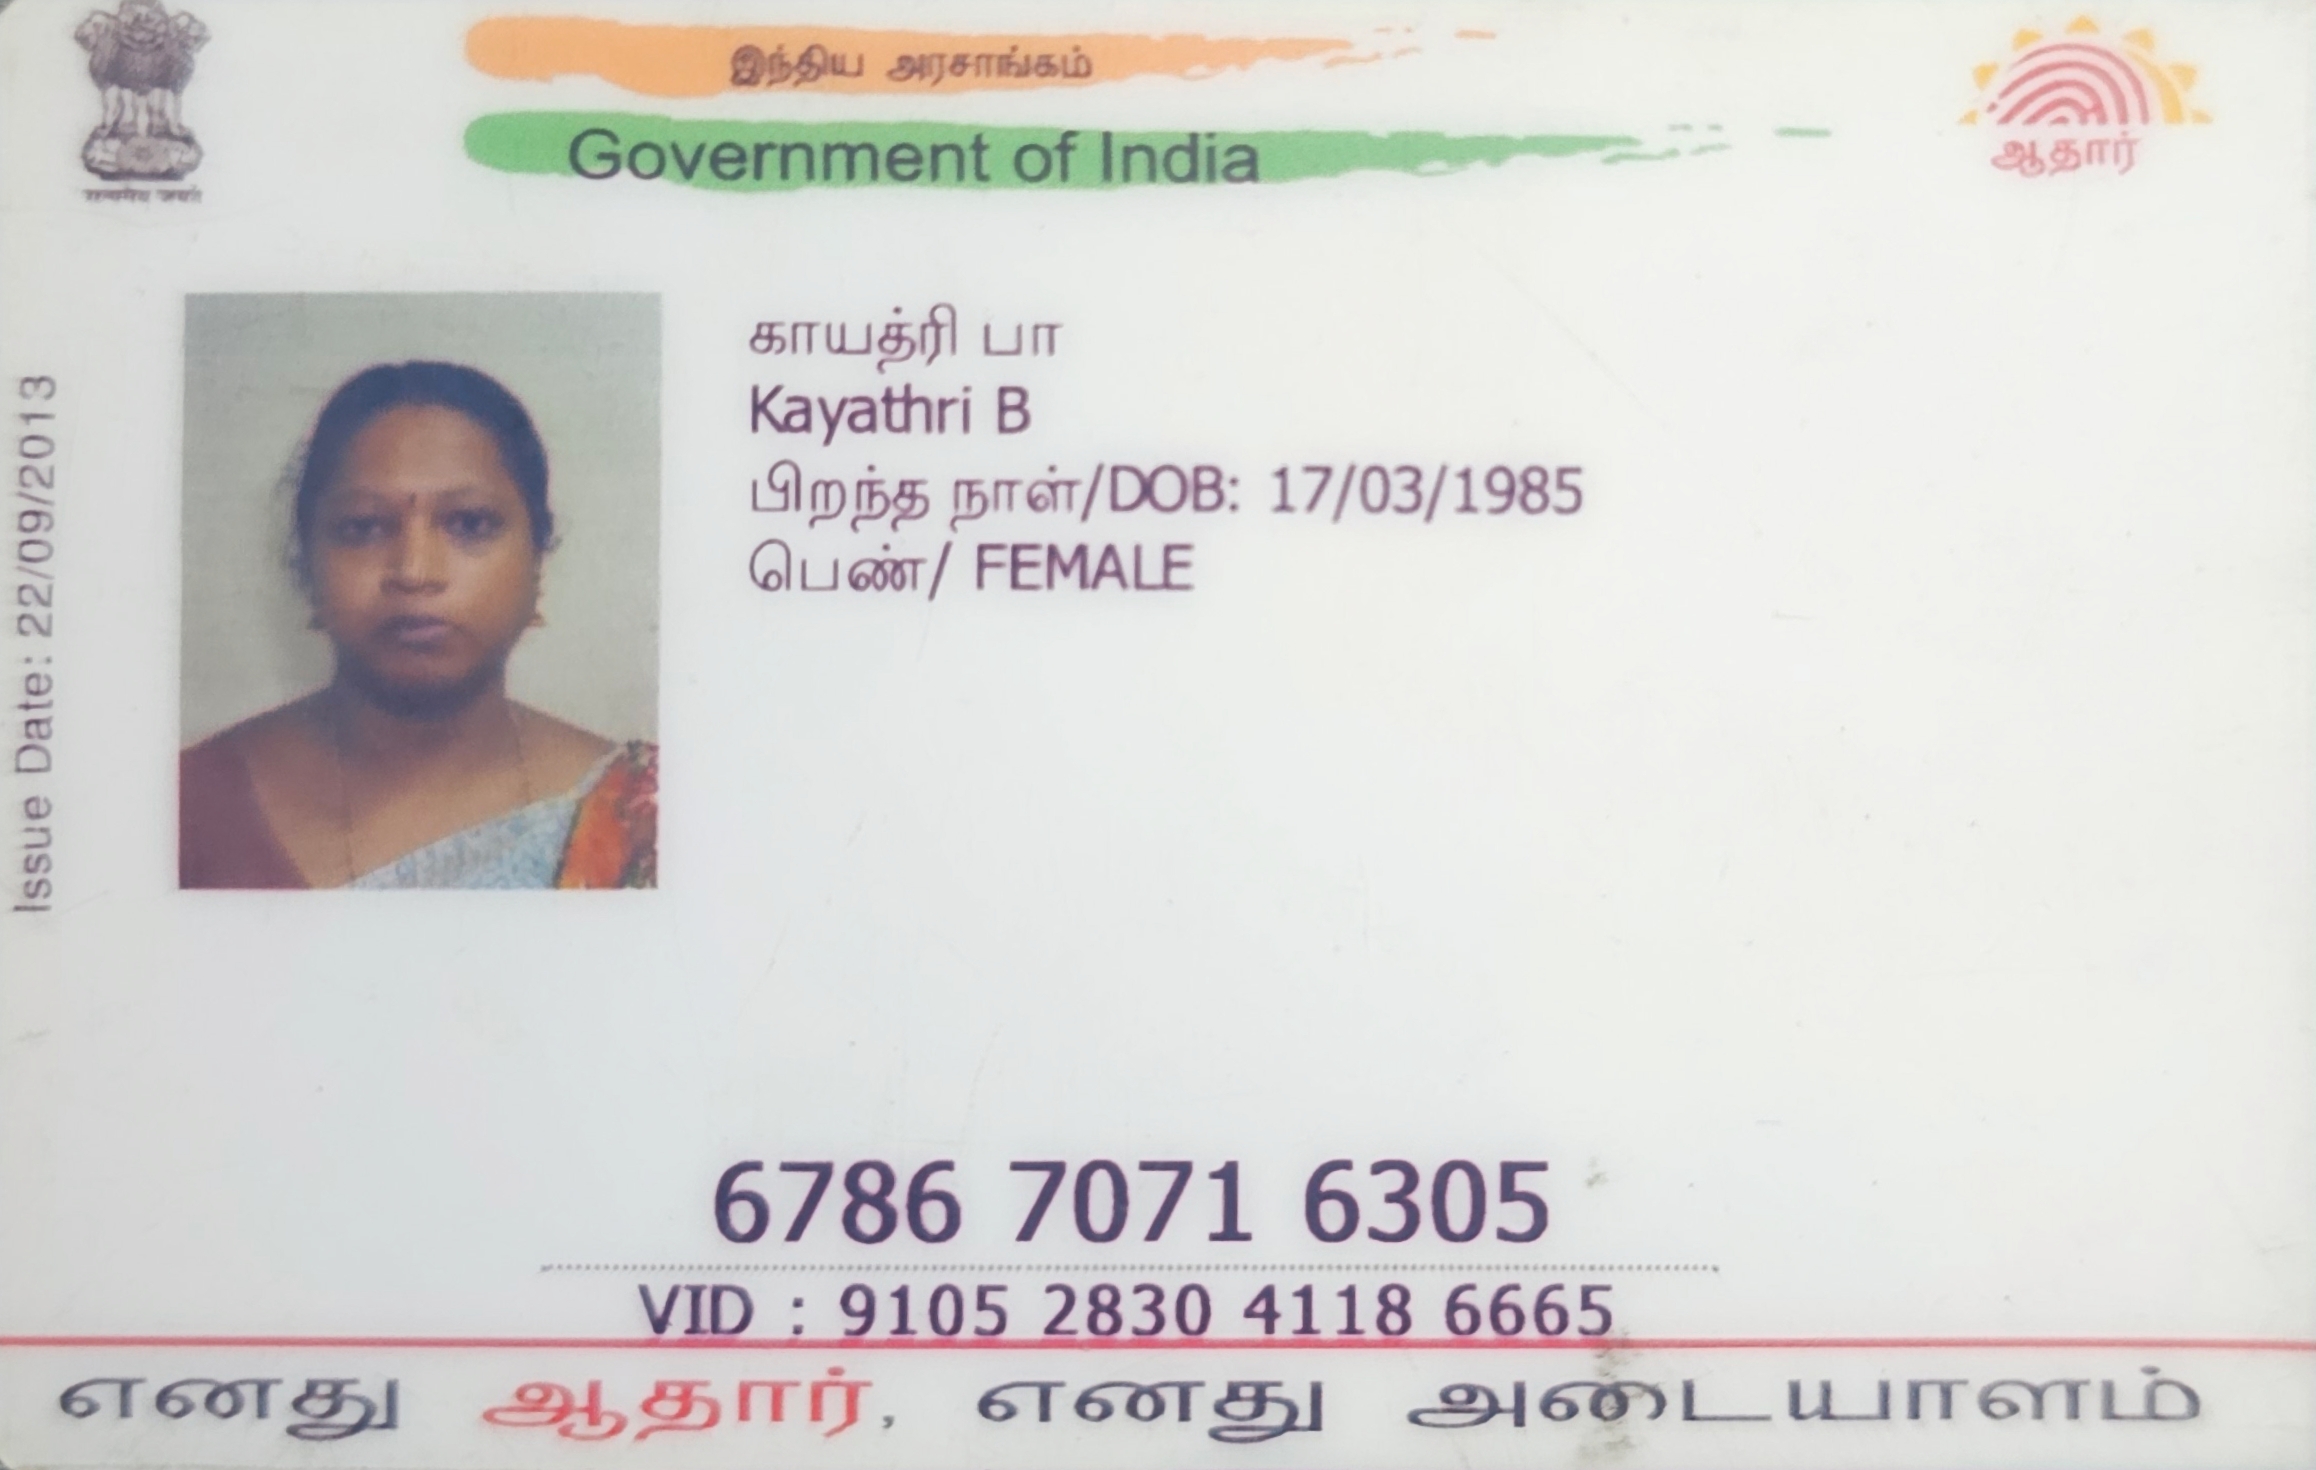 இந்திய அரசாங்கம்
Government of India
ஆதார்
सत्यमेव जयते
Issue Date: 22/09/2013
காயத்ரி பா
Kayathri B
பிறந்த நாள்/DOB: 17/03/1985
பெண்/ FEMALE
6786 7071 6305
VID : 9105 2830 4118 6665
எனது ஆதார், எனது அடையாளம்